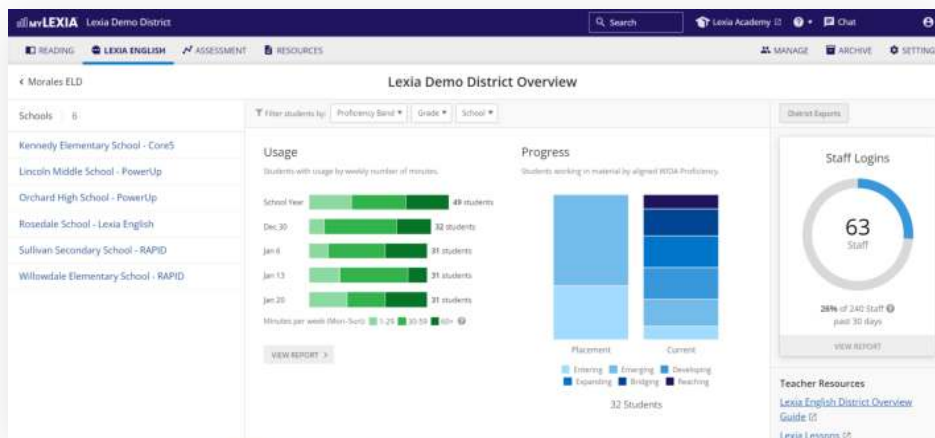 MYLEXIA Lexia Demo District Search Lexia Academy Chat
READING LEXIA ENGLISH ASSESSMENT RESOURCES MANAGE ARCHIVE SETTING
< Morales ELD Lexia Demo District Overview
Schools 6
Filter students by: Proficiency Band Grade School
District Exports
Kennedy Elementary School - Core5
Lincoln Middle School - PowerUp
Orchard High School - PowerUp
Rosedale School - Lexia English
Sullivan Secondary School - RAPID
Willowdale Elementary School - RAPID
Usage
Students with usage by weekly number of minutes.
School Year 49 students
Dec 30 32 students
Jan 6 31 students
Jan 13 31 students
Jan 20 31 students
Minutes per week (Mon-Sun): 1-29 30-59 60+
VIEW REPORT >
Progress
Students working in material by aligned WIDA Proficiency.
Placement Current
Entering Emerging Developing
Expanding Bridging Reaching
32 Students
Staff Logins
63
Staff
26% of 240 Staff
past 30 days
VIEW REPORT
Teacher Resources
Lexia English District Overview
Guide
Lexia Lessons